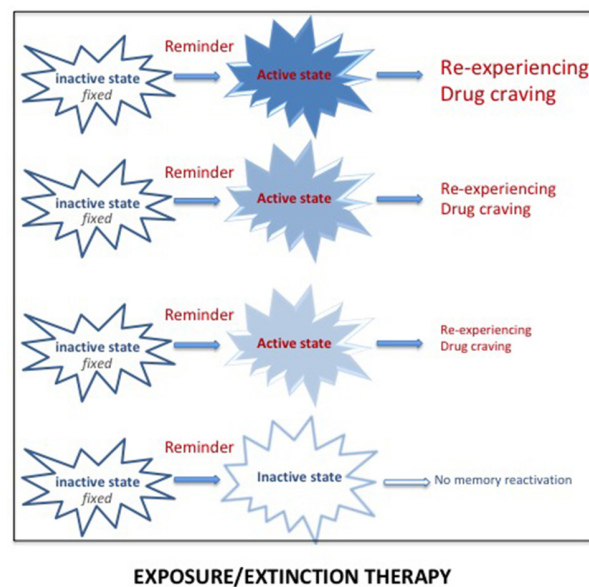 Reminder
inactive state
fixed
Active state
Re-experiencing
Drug craving
Reminder
inactive state
fixed
Active state
Re-experiencing
Drug craving
Reminder
inactive state
fixed
Active state
Re-experiencing
Drug craving
Reminder
inactive state
fixed
Inactive state
No memory reactivation
EXPOSURE/EXTINCTION THERAPY